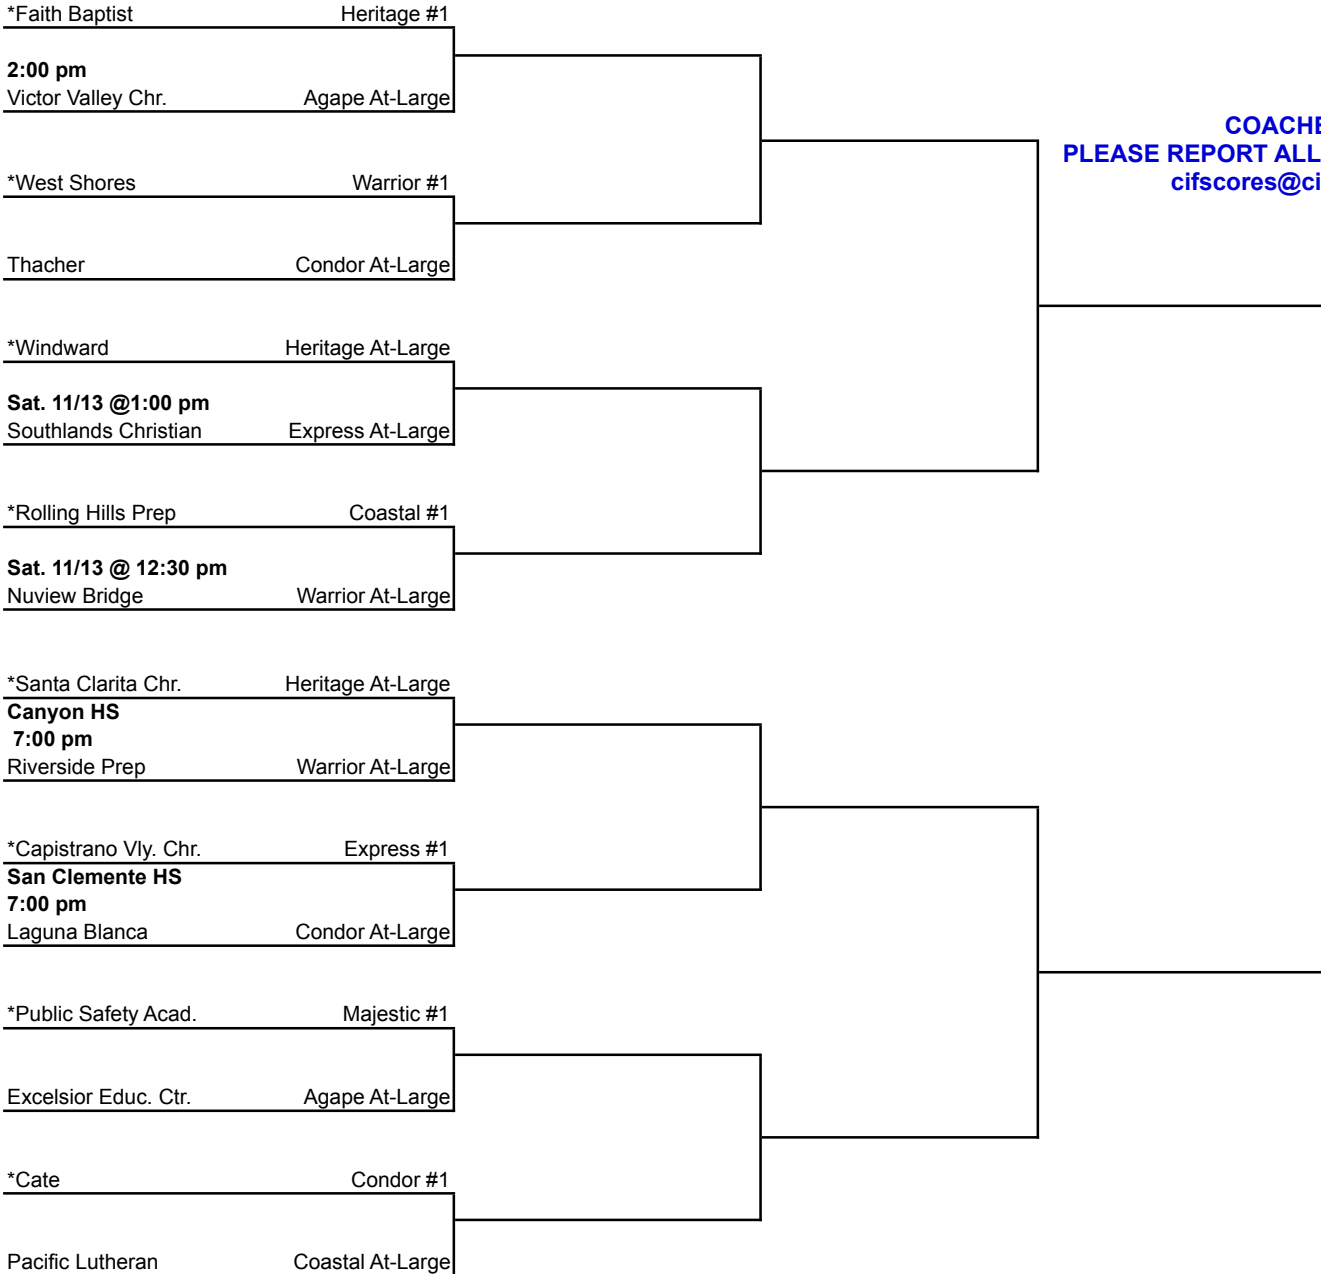 *Faith Baptist Heritage #1
2:00 pm
Victor Valley Chr. Agape At-Large
COACHE
PLEASE REPORT ALL
cifscores@ci
*West Shores Warrior #1
Thacher Condor At-Large
*Windward Heritage At-Large
Sat. 11/13 @1:00 pm
Southlands Christian Express At-Large
*Rolling Hills Prep Coastal #1
Sat. 11/13 @ 12:30 pm
Nuview Bridge Warrior At-Large
*Santa Clarita Chr. Heritage At-Large
Canyon HS
7:00 pm
Riverside Prep Warrior At-Large
*Capistrano Vly. Chr. Express #1
San Clemente HS
7:00 pm
Laguna Blanca Condor At-Large
*Public Safety Acad. Majestic #1
Excelsior Educ. Ctr. Agape At-Large
*Cate Condor #1
Pacific Lutheran Coastal At-Large